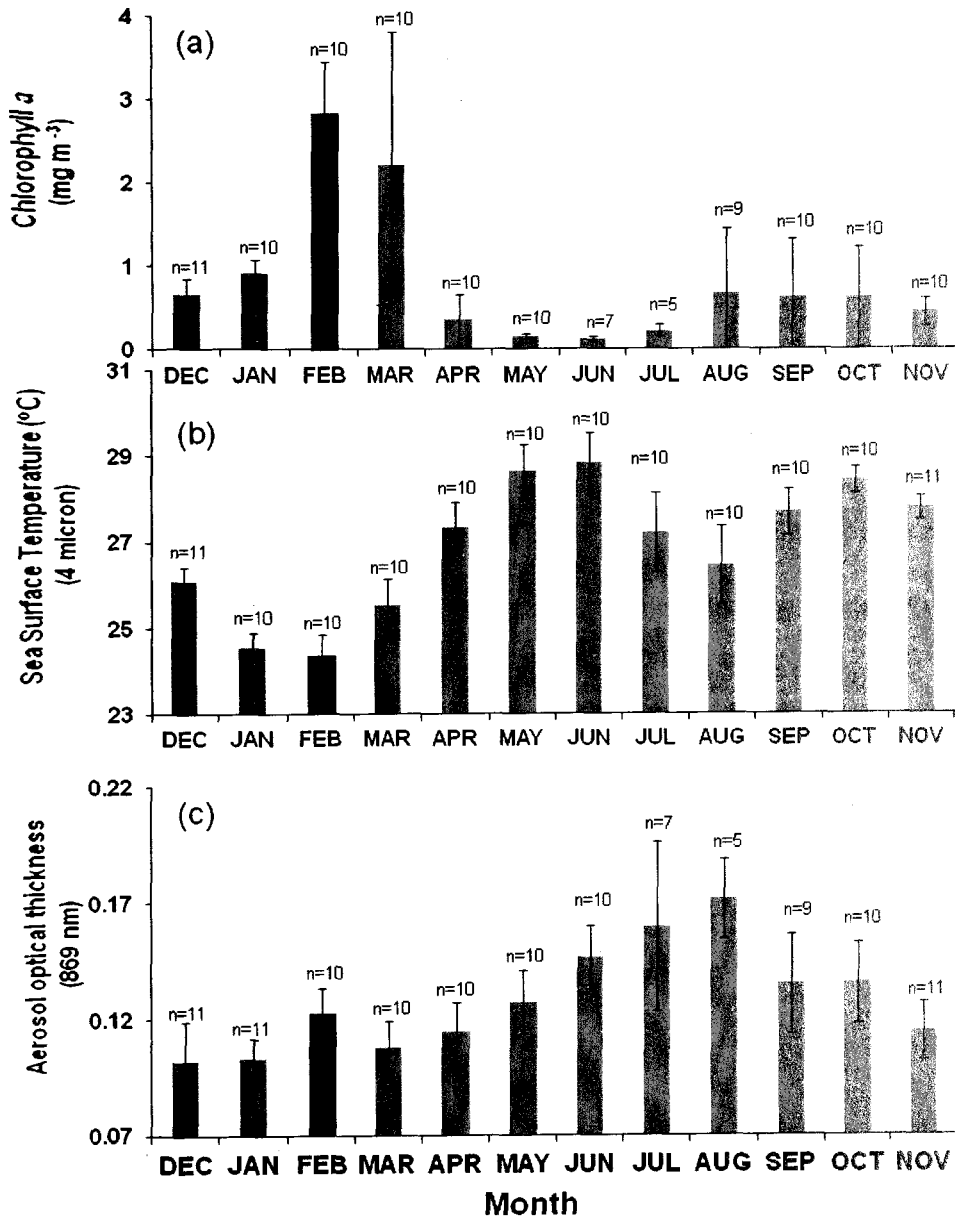 (a)
Chlorophyll a
(mg m⁻³)
4
3
2
1
0
n=11
n=10
n=10
n=10
n=10
n=10
n=7
n=5
n=9
n=10
n=10
n=10
DEC JAN FEB MAR APR MAY JUN JUL AUG SEP OCT NOV
(b)
Sea Surface Temperature (ºC)
(4 micron)
31
29
27
25
23
n=11
n=10
n=10
n=10
n=10
n=10
n=10
n=10
n=10
n=10
n=10
n=11
DEC JAN FEB MAR APR MAY JUN JUL AUG SEP OCT NOV
(c)
Aerosol optical thickness
(869 nm)
0.22
0.17
0.12
0.07
n=11
n=11
n=10
n=10
n=10
n=10
n=10
n=7
n=5
n=9
n=10
n=11
DEC JAN FEB MAR APR MAY JUN JUL AUG SEP OCT NOV
Month